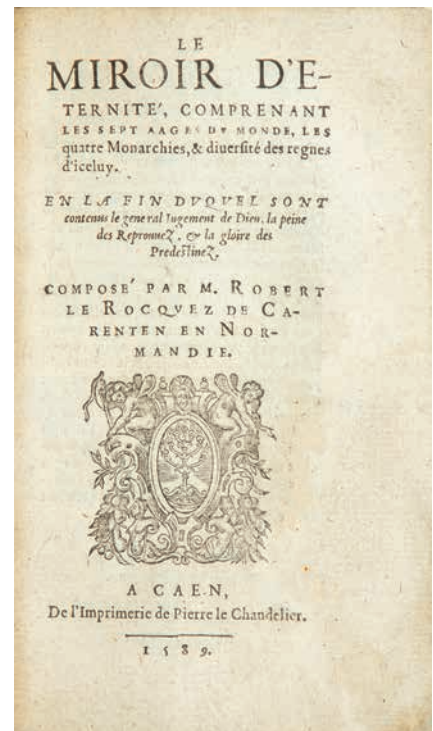 LE
MIROIR D'E-
TERNITE', COMPRENANT
LES SEPT AAGES DV MONDE, LES
quatre Monarchies, & diuersité des regnes
d'iceluy.
EN LA FIN DVQVEL SONT
contenus le general Iugement de Dieu, la peine
des ReprouueZ, & la gloire des
PredestineZ.
COMPOSE' PAR M. ROBERT
LE ROCQVEZ DE CA-
RENTEN EN NOR-
MANDIE.
A CAEN,
De l'Imprimerie de Pierre le Chandelier.
1589.